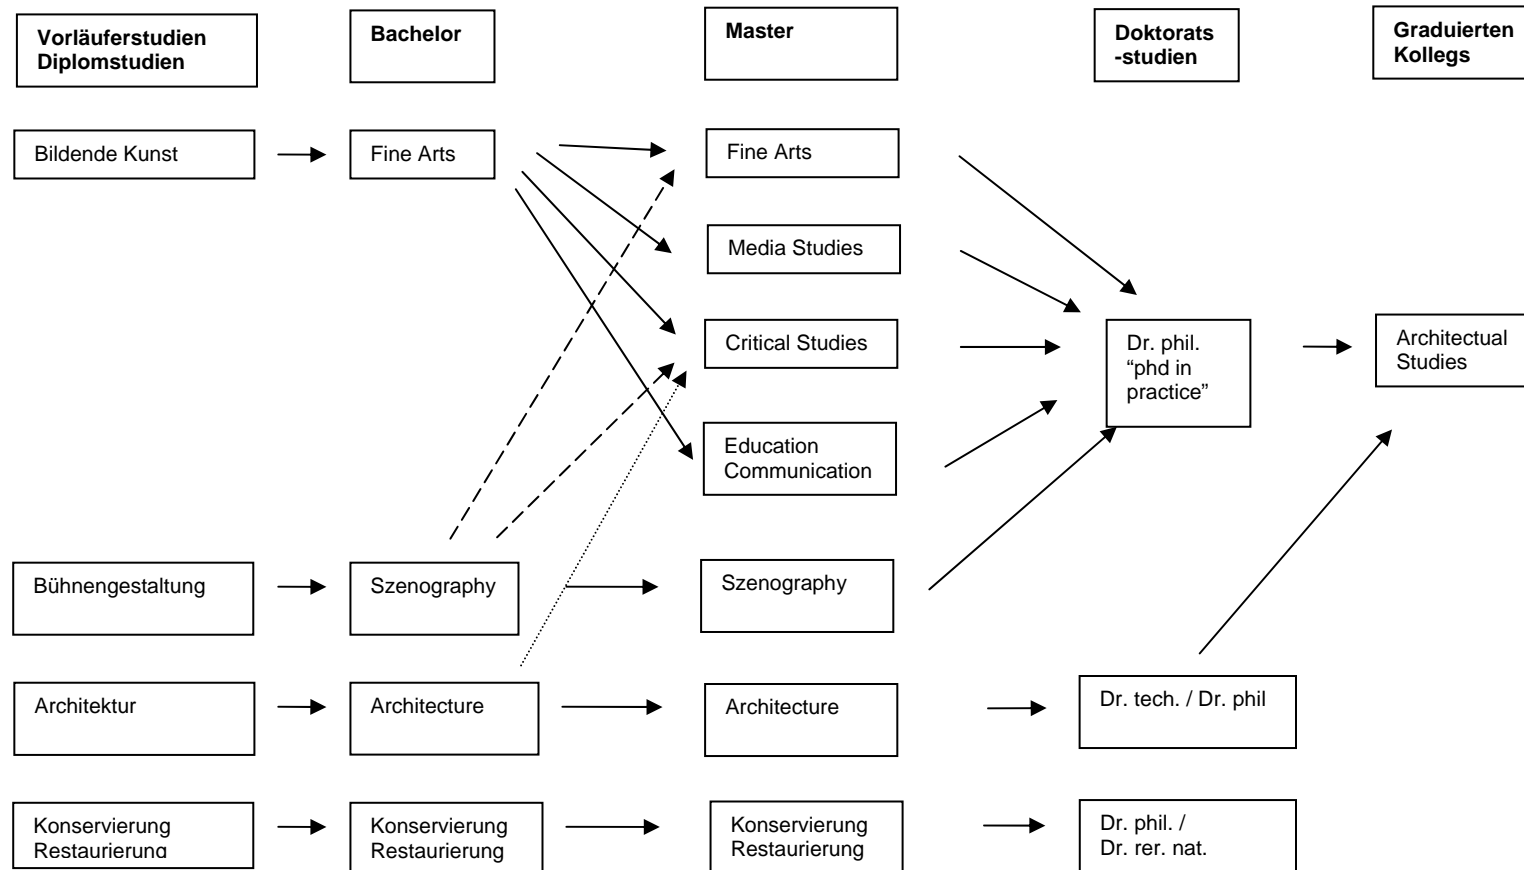 Vorläuferstudien
Diplomstudien
Bachelor
Master
Doktorats
-studien
Graduierten
Kollegs
Bildende Kunst
Fine Arts
Fine Arts
Media Studies
Critical Studies
Dr. phil.
“phd in
practice”
Architectual
Studies
Education
Communication
Bühnengestaltung
Szenography
Szenography
Architektur
Architecture
Architecture
Dr. tech. / Dr. phil
Konservierung
Restaurierung
Konservierung
Restaurierung
Konservierung
Restaurierung
Dr. phil. /
Dr. rer. nat.